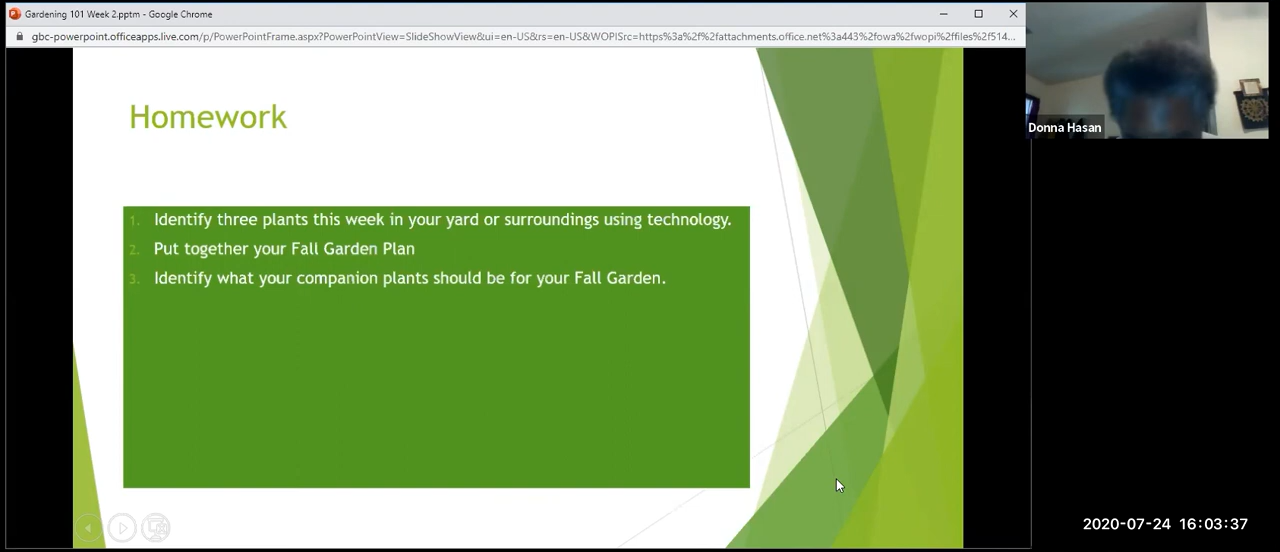 Gardening 101 Week 2.pptm - Google Chrome
gbc-powerpoint.officeapps.live.com/p/PowerPointFrame.aspx?PowerPointView=SlideShowView&ui=en-US&rs=en-US&WOPISrc=https%3a%2f%2fattachments.office.net%3a443%2fowa%2fwopi%2ffiles%2f514...
Donna Hasan
Homework
1. Identify three plants this week in your yard or surroundings using technology.
2. Put together your Fall Garden Plan
3. Identify what your companion plants should be for your Fall Garden.
2020-07-24 16:03:37